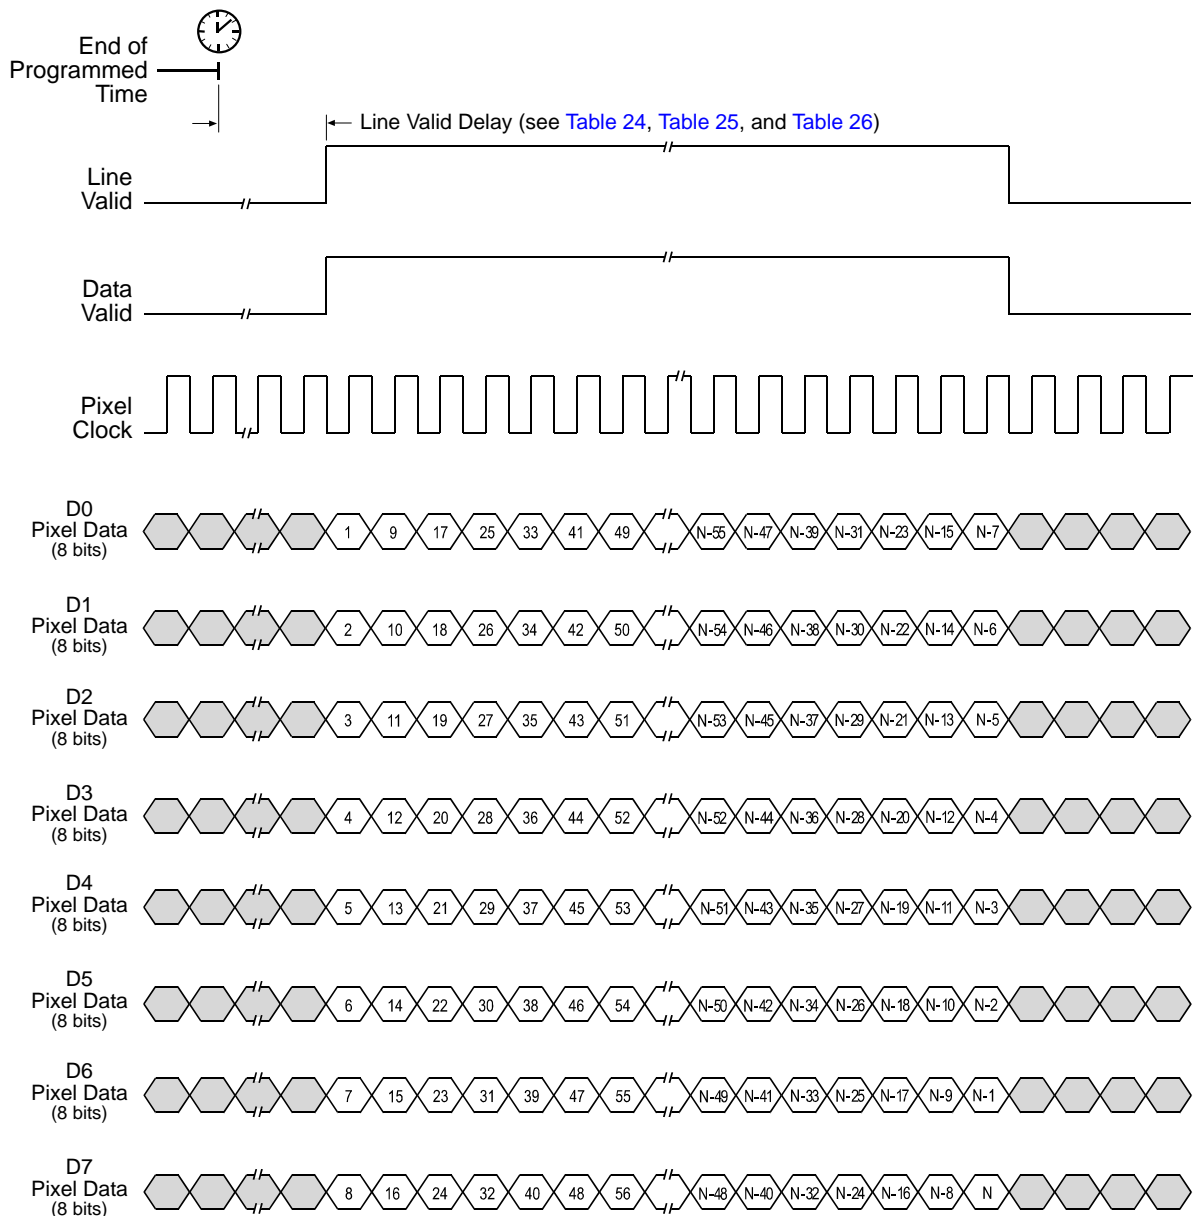 End of
Programmed
Time
Line Valid Delay (see Table 24, Table 25, and Table 26)
Line
Valid
Data
Valid
Pixel
Clock
D0
Pixel Data
(8 bits)
1 9 17 25 33 41 49 N-55 N-47 N-39 N-31 N-23 N-15 N-7
D1
Pixel Data
(8 bits)
2 10 18 26 34 42 50 N-54 N-46 N-38 N-30 N-22 N-14 N-6
D2
Pixel Data
(8 bits)
3 11 19 27 35 43 51 N-53 N-45 N-37 N-29 N-21 N-13 N-5
D3
Pixel Data
(8 bits)
4 12 20 28 36 44 52 N-52 N-44 N-36 N-28 N-20 N-12 N-4
D4
Pixel Data
(8 bits)
5 13 21 29 37 45 53 N-51 N-43 N-35 N-27 N-19 N-11 N-3
D5
Pixel Data
(8 bits)
6 14 22 30 38 46 54 N-50 N-42 N-34 N-26 N-18 N-10 N-2
D6
Pixel Data
(8 bits)
7 15 23 31 39 47 55 N-49 N-41 N-33 N-25 N-17 N-9 N-1
D7
Pixel Data
(8 bits)
8 16 24 32 40 48 56 N-48 N-40 N-32 N-24 N-16 N-8 N